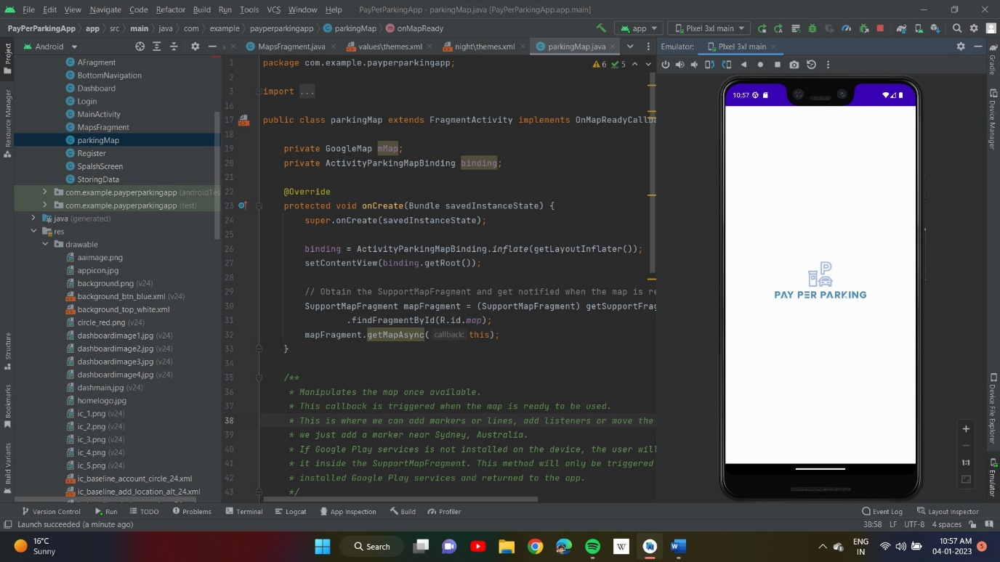 File Edit View Navigate Code Refactor Build Run Tools VCS Window Help PayPerParkingApp - parkingMap.java [PayPerParkingApp.app.main]
PayPerParkingApp app src main java com example payperparkingapp parkingMap onMapReady app PIxel 3xl main
Android MapsFragment.java values\themes.xml night\themes.xml parkingMap.java Emulator: PIxel 3xl main
Project
Resource Manager
Structure
Bookmarks
Build Variants
AFragment
BottomNavigation
Dashboard
Login
MainActivity
MapsFragment
parkingMap
Register
SpalshScreen
StoringData
com.example.payperparkingapp (androidTes
com.example.payperparkingapp (test)
java (generated)
res
drawable
aaimage.png
appicon.jpg
background.png (v24)
background_btn_blue.xml (v24)
background_top_white.xml
circle_red.png (v24)
dashboardimage1.jpg (v24)
dashboardimage2.jpg (v24)
dashboardimage3.jpg (v24)
dashboardimage4.jpg (v24)
dashmain.jpg (v24)
homelogo.jpg
ic_1.png (v24)
ic_2.png (v24)
ic_3.png (v24)
ic_4.png (v24)
ic_5.png (v24)
ic_baseline_account_circle_24.xml
ic_baseline_add_location_alt_24.xml
6 5
1 package com.example.payperparkingapp;
2
3 import ...
16
17 public class parkingMap extends FragmentActivity implements OnMapReadyCallba
18
19 private GoogleMap mMap;
20 private ActivityParkingMapBinding binding;
21
22 @Override
23 protected void onCreate(Bundle savedInstanceState) {
24 super.onCreate(savedInstanceState);
25
26 binding = ActivityParkingMapBinding.inflate(getLayoutInflater());
27 setContentView(binding.getRoot());
28
29 // Obtain the SupportMapFragment and get notified when the map is re
30 SupportMapFragment mapFragment = (SupportMapFragment) getSupportFrag
31 .findFragmentById(R.id.map);
32 mapFragment.getMapAsync( callback: this);
33 }
34
35 /**
36 * Manipulates the map once available.
37 * This callback is triggered when the map is ready to be used.
38 * This is where we can add markers or lines, add listeners or move the
39 * we just add a marker near Sydney, Australia.
40 * If Google Play services is not installed on the device, the user wil
41 * it inside the SupportMapFragment. This method will only be triggered
42 * installed Google Play services and returned to the app.
43 */
10:57
P
PAY PER PARKING
1:1
Gradle
Device Manager
Device File Explorer
Emulator
Version Control Run TODO Problems Terminal Logcat App Inspection Build Profiler Event Log Layout Inspector
Launch succeeded (a minute ago) 38:58 LF UTF-8 4 spaces
16°C
Sunny
Search
W
ENG
IN
10:57 AM
04-01-2023
5